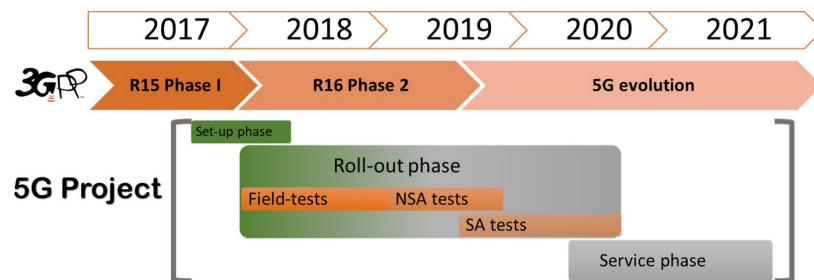 2017 2018 2019 2020 2021
3GPP R15 Phase I R16 Phase 2 5G evolution
Set-up phase
Roll-out phase
5G Project
Field-tests NSA tests
SA tests
Service phase